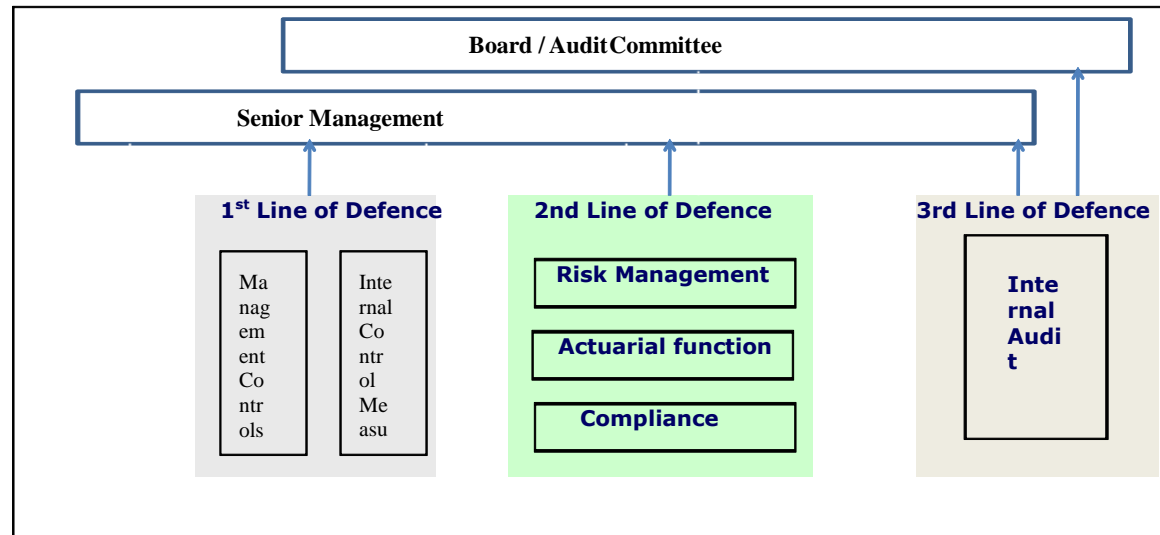 Board / AuditCommittee
Senior Management
1st Line of Defence
Ma
nag
em
ent
Co
ntr
ols
Inte
rnal
Co
ntr
ol
Me
asu
2nd Line of Defence
Risk Management
Actuarial function
Compliance
3rd Line of Defence
Inte
rnal
Audi
t